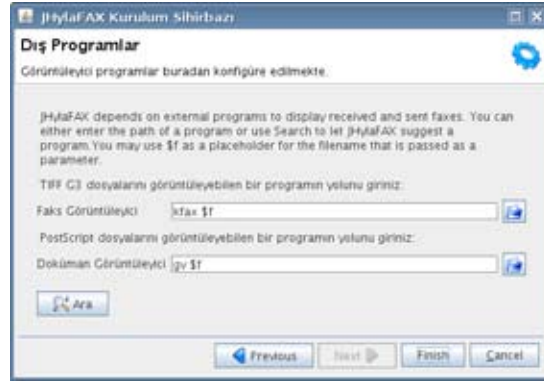 JHylaFAX Kurulum Sihirbazı
Dış Programlar
Görüntüleyici programlar buradan konfigüre edilmekte.
JHylaFAX depends on external programs to display received and sent faxes. You can
either enter the path of a program or use Search to let JHylaFAX suggest a
program.You may use $f as a placeholder for the filename that is passed as a
parameter.
TIFF G3 dosyalarını görüntüleyebilen bir programın yolunu giriniz:
Faks Görüntüleyici kfax $f
PostScript dosyalarını görüntüleyebilen bir programın yolunu giriniz:
Doküman Görüntüleyici gv $f
Ara
Previous Next Finish Cancel